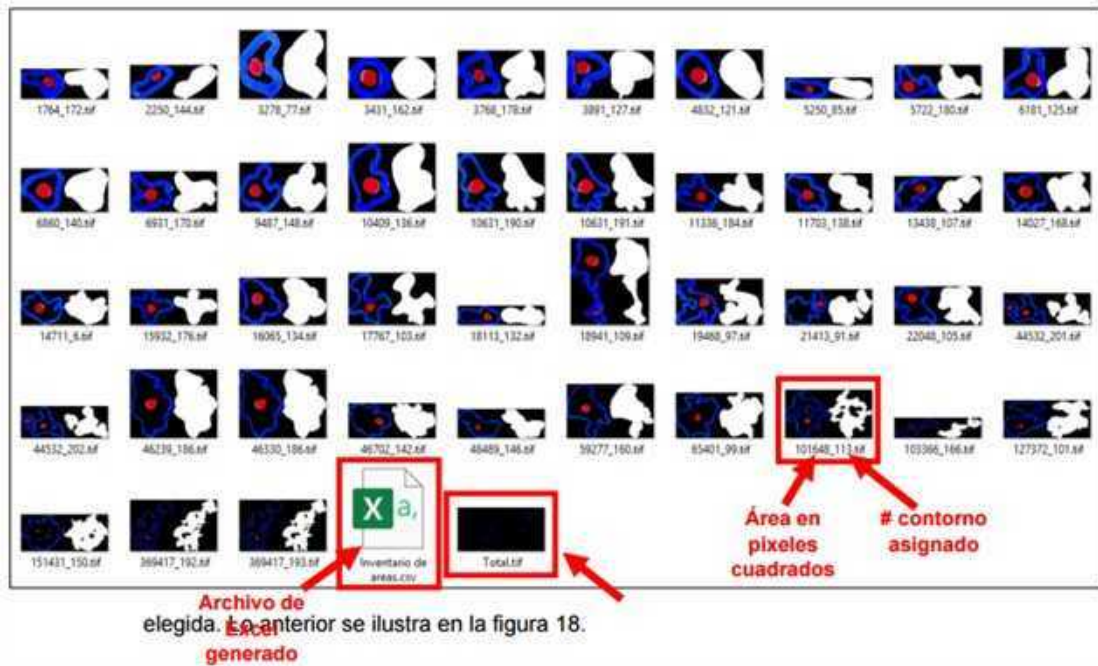 1764_172.tif 2250_144.tif 3278_77.tif 3431_162.tif 3768_178.tif 3891_127.tif 4832_121.tif 5250_85.tif 5722_180.tif 6181_125.tif
6860_140.tif 6931_170.tif 9487_148.tif 10409_136.tif 10631_190.tif 10631_191.tif 11336_184.tif 11703_138.tif 13438_107.tif 14027_168.tif
14711_6.tif 15932_176.tif 16065_134.tif 17767_103.tif 18113_132.tif 18941_109.tif 19468_97.tif 21413_91.tif 22048_105.tif 44532_201.tif
44532_202.tif 46239_186.tif 46330_186.tif 46702_142.tif 48489_146.tif 59277_160.tif 65401_99.tif 101648_113.tif 103366_166.tif 127372_101.tif
X a,
151431_150.tif 369417_192.tif 369417_193.tif Inventario de Total.tif
areas.csv
Área en
pixeles
cuadrados
# contorno
asignado
Archivo de
Excel
generado
elegida. Lo anterior se ilustra en la figura 18.